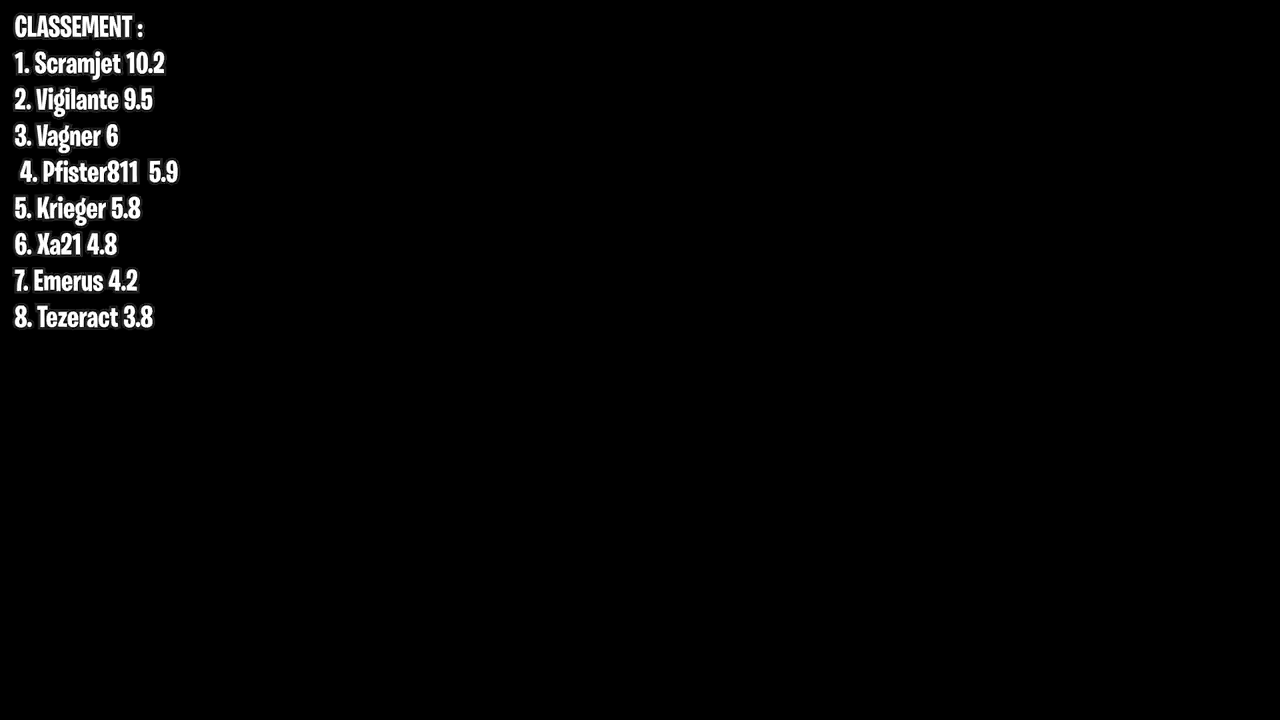 CLASSEMENT :
1. Scramjet 10.2
2. Vigilante 9.5
3. Vagner 6
4. Pfister811  5.9
5. Krieger 5.8
6. Xa21 4.8
7. Emerus 4.2
8. Tezeract 3.8